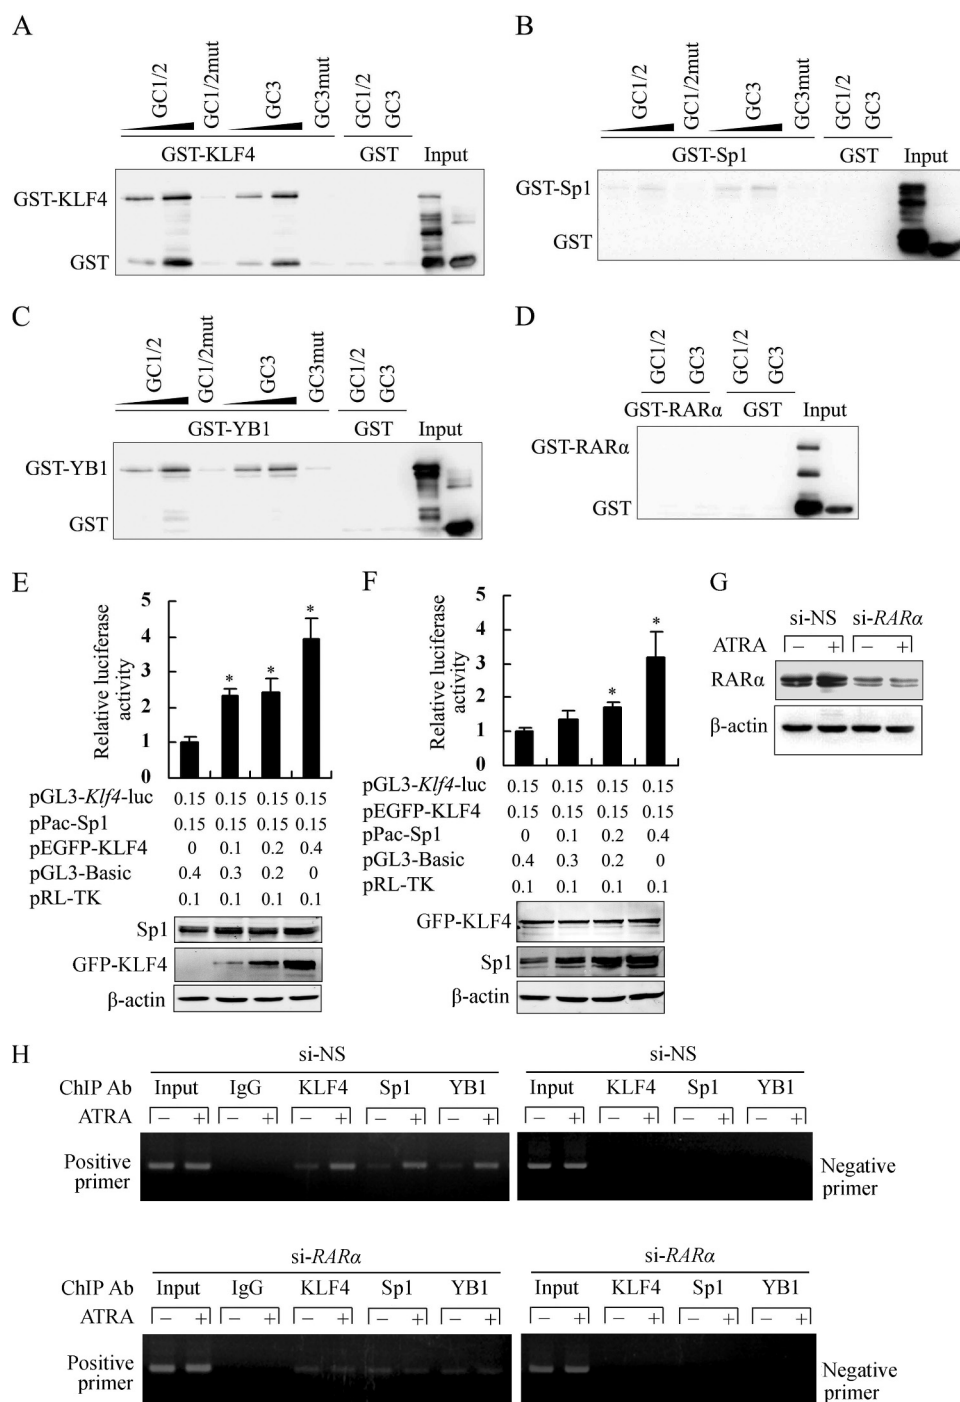 A
GC1/2 GC1/2mut GC3 GC3mut GC1/2 GC3
GST-KLF4 GST Input
GST-KLF4
GST
B
GC1/2 GC1/2mut GC3 GC3mut GC1/2 GC3
GST-Sp1 GST Input
GST-Sp1
GST
C
GC1/2 GC1/2mut GC3 GC3mut GC1/2 GC3
GST-YB1 GST Input
GST-YB1
GST
D
GC1/2 GC3 GC1/2 GC3
GST-RARα GST Input
GST-RARα
GST
E
Relative luciferase
activity
5
4
3
2
1
0
* * *
pGL3-Klf4-luc 0.15 0.15 0.15 0.15
pPac-Sp1 0.15 0.15 0.15 0.15
pEGFP-KLF4 0 0.1 0.2 0.4
pGL3-Basic 0.4 0.3 0.2 0
pRL-TK 0.1 0.1 0.1 0.1
Sp1
GFP-KLF4
β-actin
F
Relative luciferase
activity
5
4
3
2
1
0
* *
pGL3-Klf4-luc 0.15 0.15 0.15 0.15
pEGFP-KLF4 0.15 0.15 0.15 0.15
pPac-Sp1 0 0.1 0.2 0.4
pGL3-Basic 0.4 0.3 0.2 0
pRL-TK 0.1 0.1 0.1 0.1
GFP-KLF4
Sp1
β-actin
G
si-NS si-RARα
ATRA − + − +
RARα
β-actin
H
si-NS
ChIP Ab Input IgG KLF4 Sp1 YB1
ATRA − + − + − + − + − +
Positive
primer
si-NS
Input KLF4 Sp1 YB1
− + − + − + − +
Negative
primer
si-RARα
ChIP Ab Input IgG KLF4 Sp1 YB1
ATRA − + − + − + − + − +
Positive
primer
si-RARα
Input KLF4 Sp1 YB1
− + − + − + − +
Negative
primer